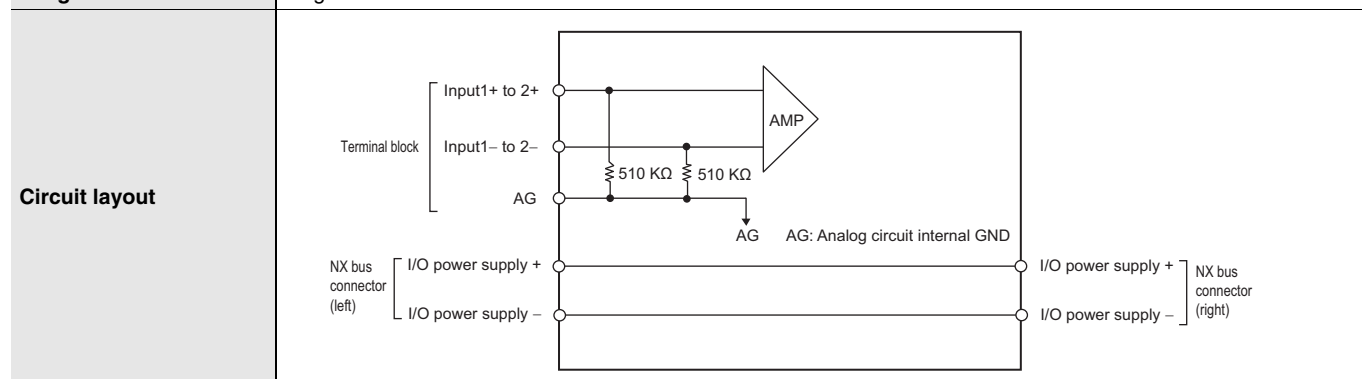 Circuit layout
Input1+ to 2+
AMP
Terminal block
Input1– to 2–
510 KΩ
510 KΩ
AG
AG
AG: Analog circuit internal GND
NX bus
connector
(left)
I/O power supply +
I/O power supply –
I/O power supply +
I/O power supply –
NX bus
connector
(right)